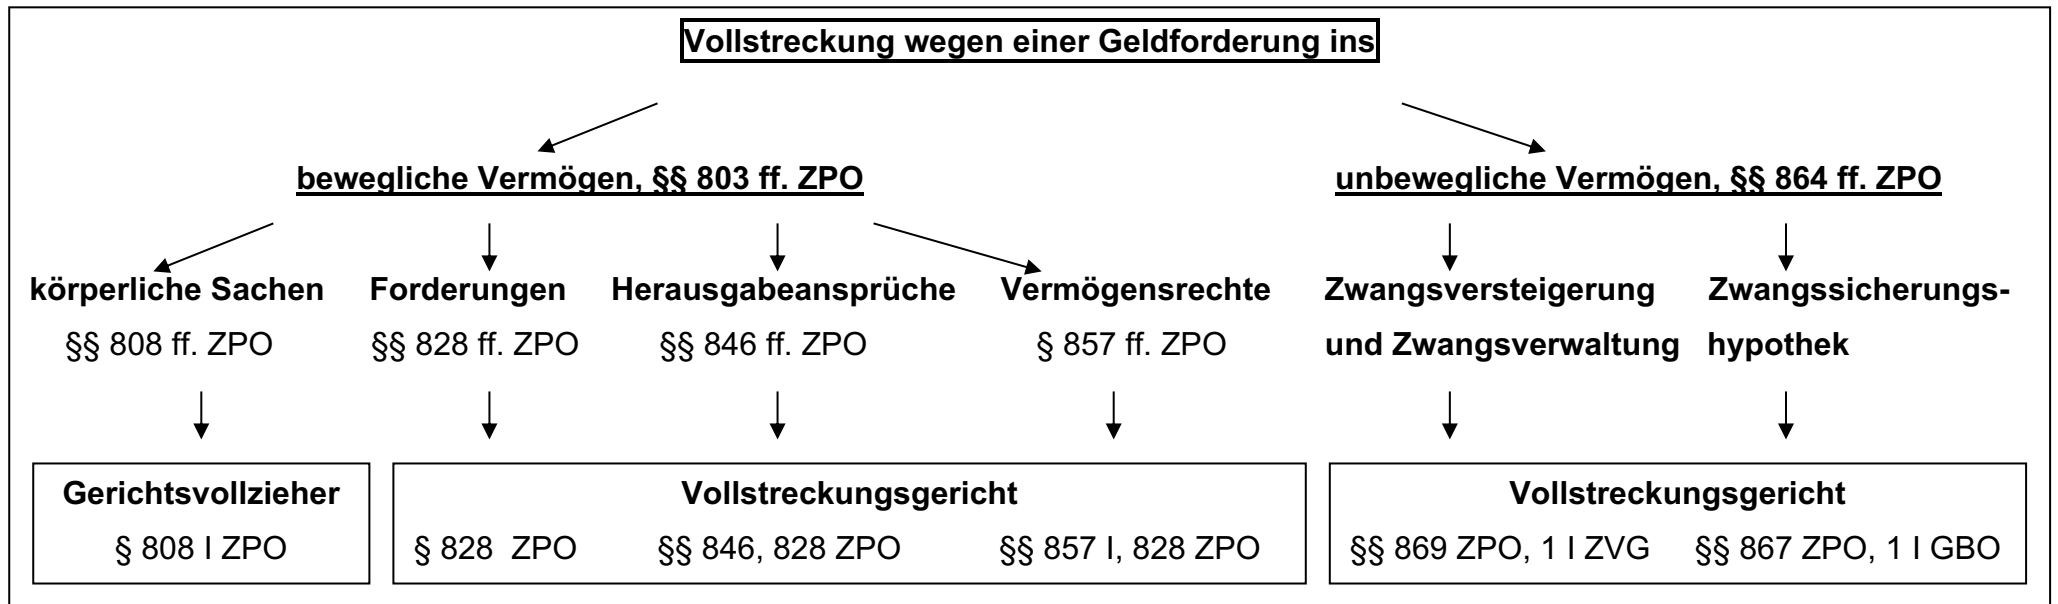 Vollstreckung wegen einer Geldforderung ins
bewegliche Vermögen, §§ 803 ff. ZPO
unbewegliche Vermögen, §§ 864 ff. ZPO
körperliche Sachen
§§ 808 ff. ZPO
Forderungen
§§ 828 ff. ZPO
Herausgabeansprüche
§§ 846 ff. ZPO
Vermögensrechte
§ 857 ff. ZPO
Zwangsversteigerung
und Zwangsverwaltung
Zwangssicherungs-
hypothek
Gerichtsvollzieher
§ 808 I ZPO
Vollstreckungsgericht
§ 828 ZPO
§§ 846, 828 ZPO
§§ 857 I, 828 ZPO
Vollstreckungsgericht
§§ 869 ZPO, 1 I ZVG
§§ 867 ZPO, 1 I GBO